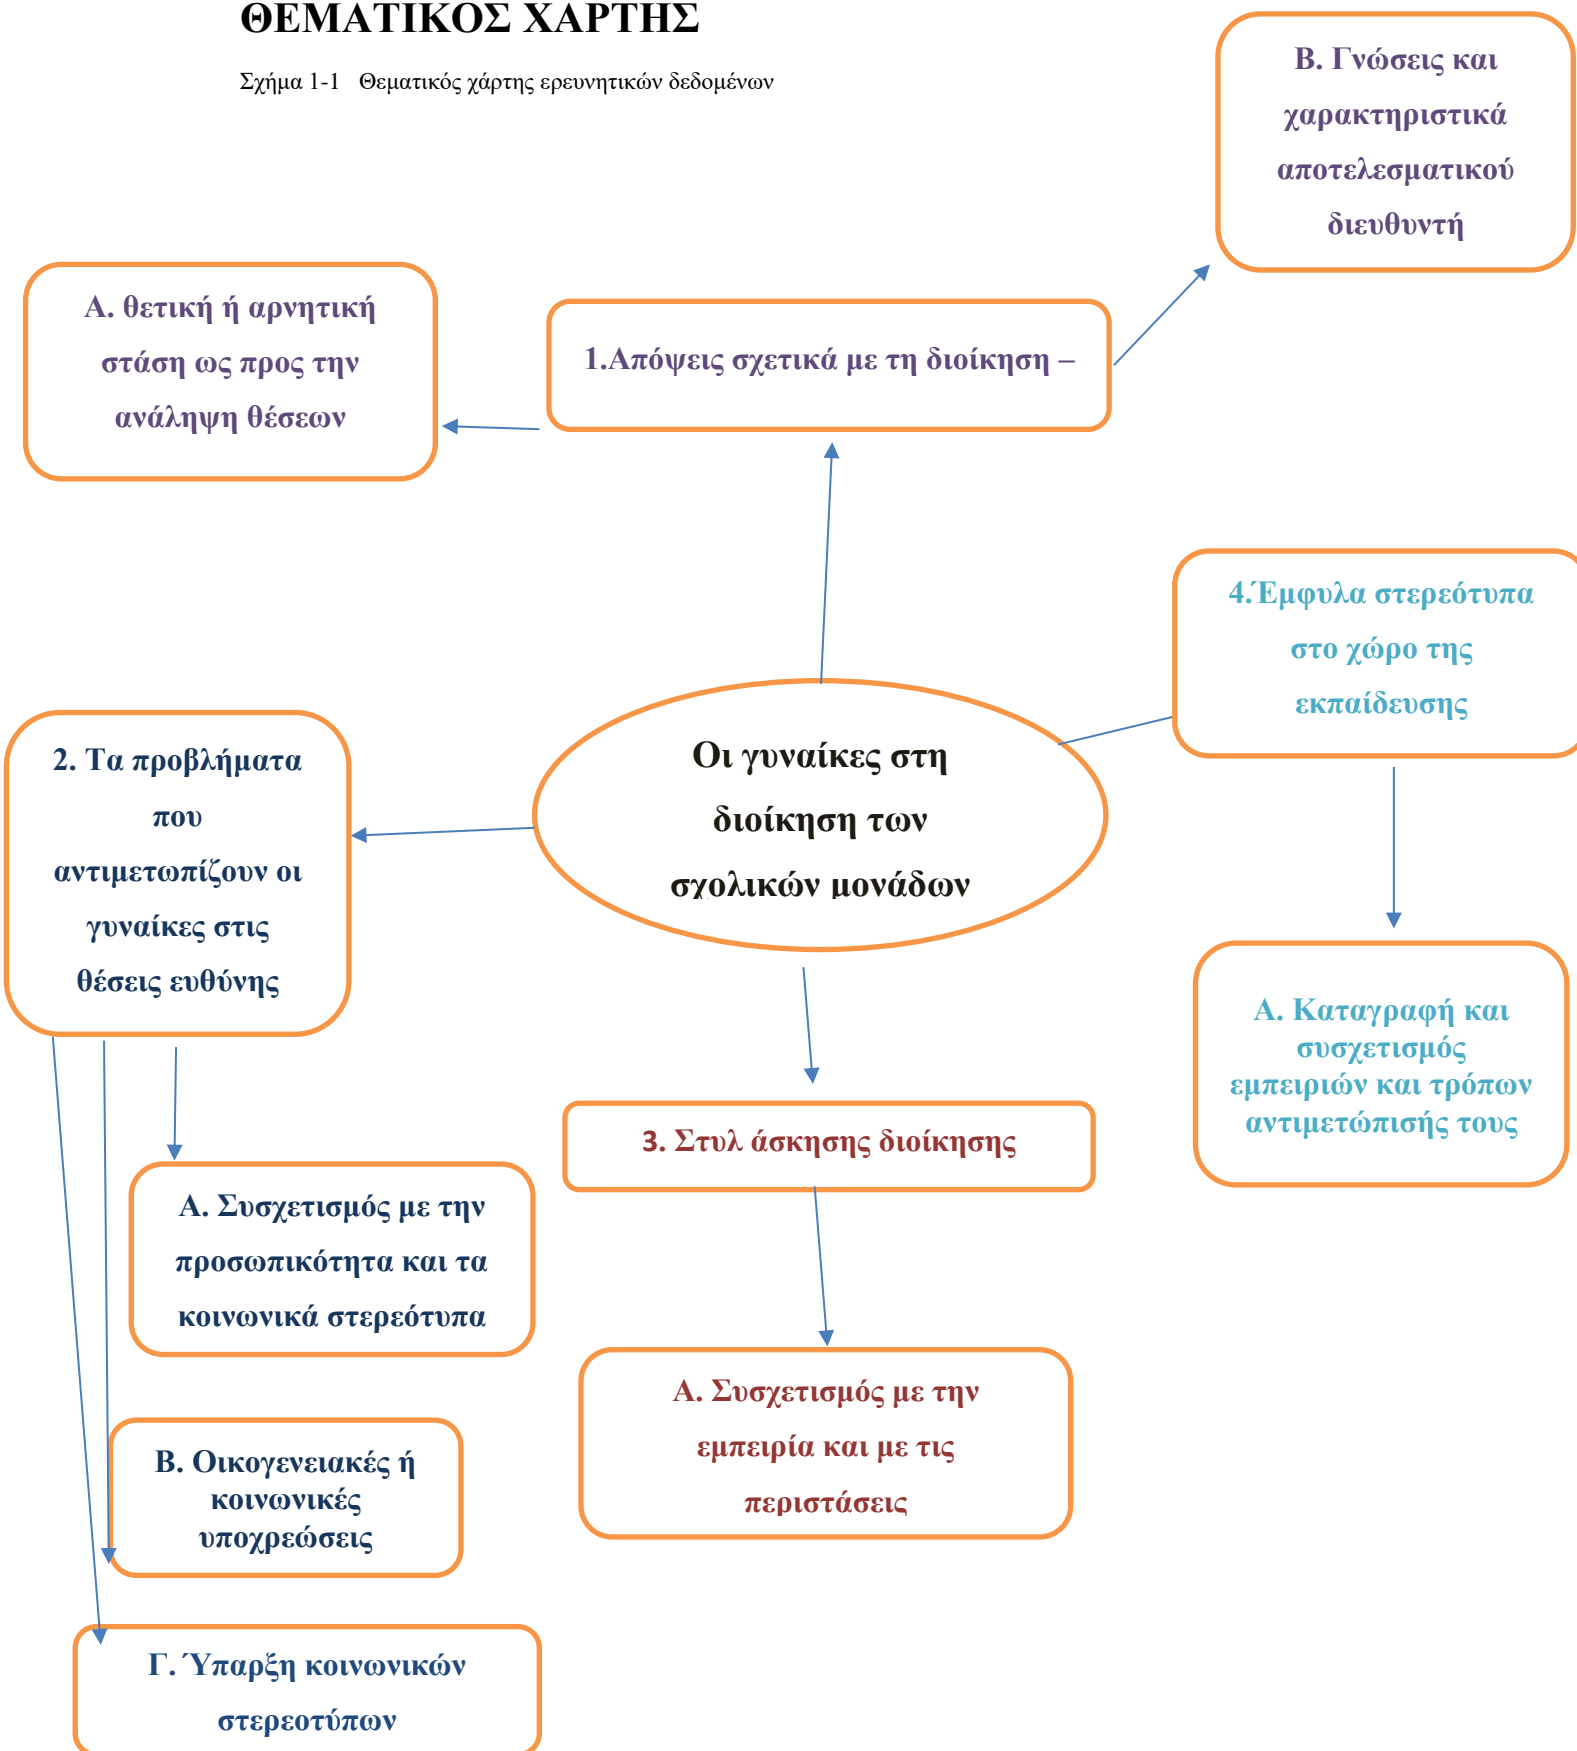 ΘΕΜΑΤΙΚΟΣ ΧΑΡΤΗΣ
Σχήμα 1-1 Θεματικός χάρτης ερευνητικών δεδομένων
Β. Γνώσεις και
χαρακτηριστικά
αποτελεσματικού
διευθυντή
Α. θετική ή αρνητική
στάση ως προς την
ανάληψη θέσεων
1.Απόψεις σχετικά με τη διοίκηση –
4.Έμφυλα στερεότυπα
στο χώρο της
εκπαίδευσης
Οι γυναίκες στη
διοίκηση των
σχολικών μονάδων
2. Τα προβλήματα
που
αντιμετωπίζουν οι
γυναίκες στις
θέσεις ευθύνης
Α. Καταγραφή και
συσχετισμός
εμπειριών και τρόπων
αντιμετώπισής τους
3. Στυλ άσκησης διοίκησης
Α. Συσχετισμός με την
προσωπικότητα και τα
κοινωνικά στερεότυπα
Α. Συσχετισμός με την
εμπειρία και με τις
περιστάσεις
Β. Οικογενειακές ή
κοινωνικές
υποχρεώσεις
Γ. Ύπαρξη κοινωνικών
στερεοτύπων